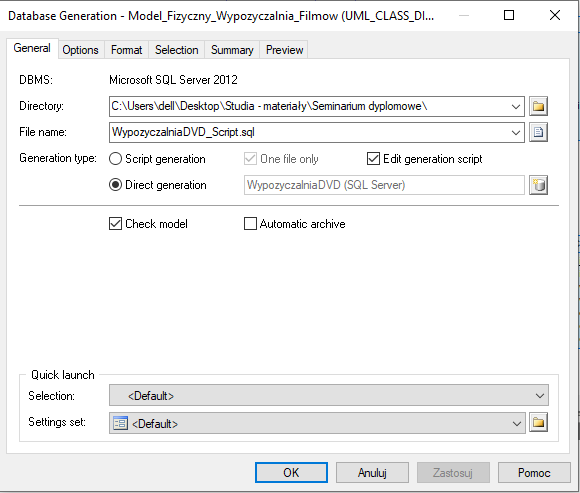 Database Generation - Model_Fizyczny_Wypozyczalnia_Filmow (UML_CLASS_DI...
General Options Format Selection Summary Preview
DBMS: Microsoft SQL Server 2012
Directory: C:\Users\dell\Desktop\Studia - materiały\Seminarium dyplomowe\
File name: WypozyczalniaDVD_Script.sql
Generation type: Script generation One file only Edit generation script
Direct generation WypozyczalniaDVD (SQL Server)
Check model Automatic archive
Quick launch
Selection: <Default>
Settings set: <Default>
OK Anuluj Zastosuj Pomoc